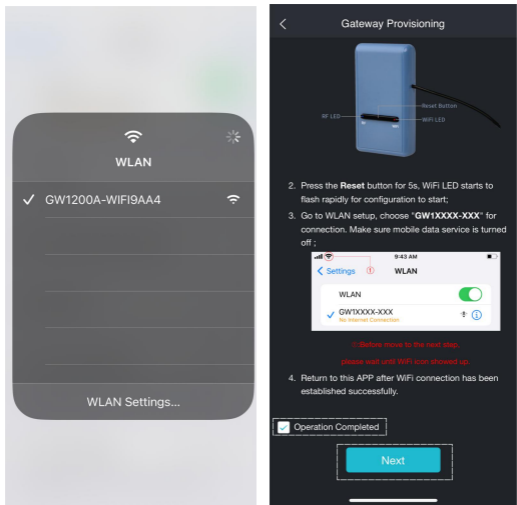 WLAN
GW1200A-WIFI9AA4
WLAN Settings...
Gateway Provisioning
Reset Button
RF LED
WiFi LED
2. Press the Reset button for 5s, WiFi LED starts to
flash rapidly for configuration to start;
3. Go to WLAN setup, choose "GW1XXXX-XXX" for
connection. Make sure mobile data service is turned
off ;
9:43 AM
Settings
①
WLAN
WLAN
GW1XXXX-XXX
No Internet Connection
①Before move to the next step,
please wait until WiFi icon showed up.
4. Return to this APP after WiFi connection has been
established successfully.
Operation Completed
Next